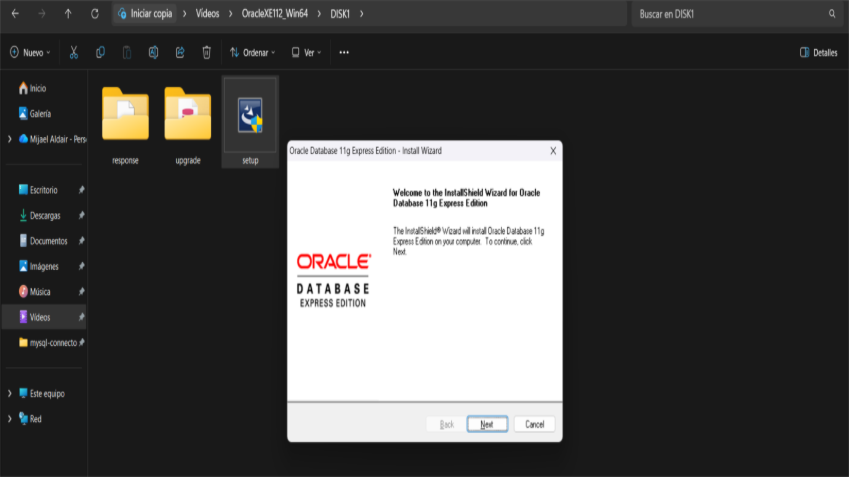 Iniciar copia > Vídeos > OracleXE112_Win64 > DISK1 >
Buscar en DISK1
Nuevo
Ordenar
Ver
Detalles
Inicio
Galería
Mijael Aldair - Pers
Escritorio
Descargas
Documentos
Imágenes
Música
Vídeos
mysql-connecto
Este equipo
Red
response
upgrade
setup
Oracle Database 11g Express Edition - Install Wizard
Welcome to the InstallShield Wizard for Oracle
Database 11g Express Edition
The InstallShield® Wizard will install Oracle Database 11g
Express Edition on your computer. To continue, click
Next.
ORACLE®
DATABASE
EXPRESS EDITION
Back
Next
Cancel